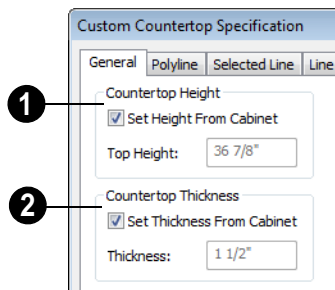 Custom Countertop Specification
General Polyline Selected Line Line
Countertop Height
1
Set Height From Cabinet
Top Height: 36 7/8"
Countertop Thickness
2
Set Thickness From Cabinet
Thickness: 1 1/2"